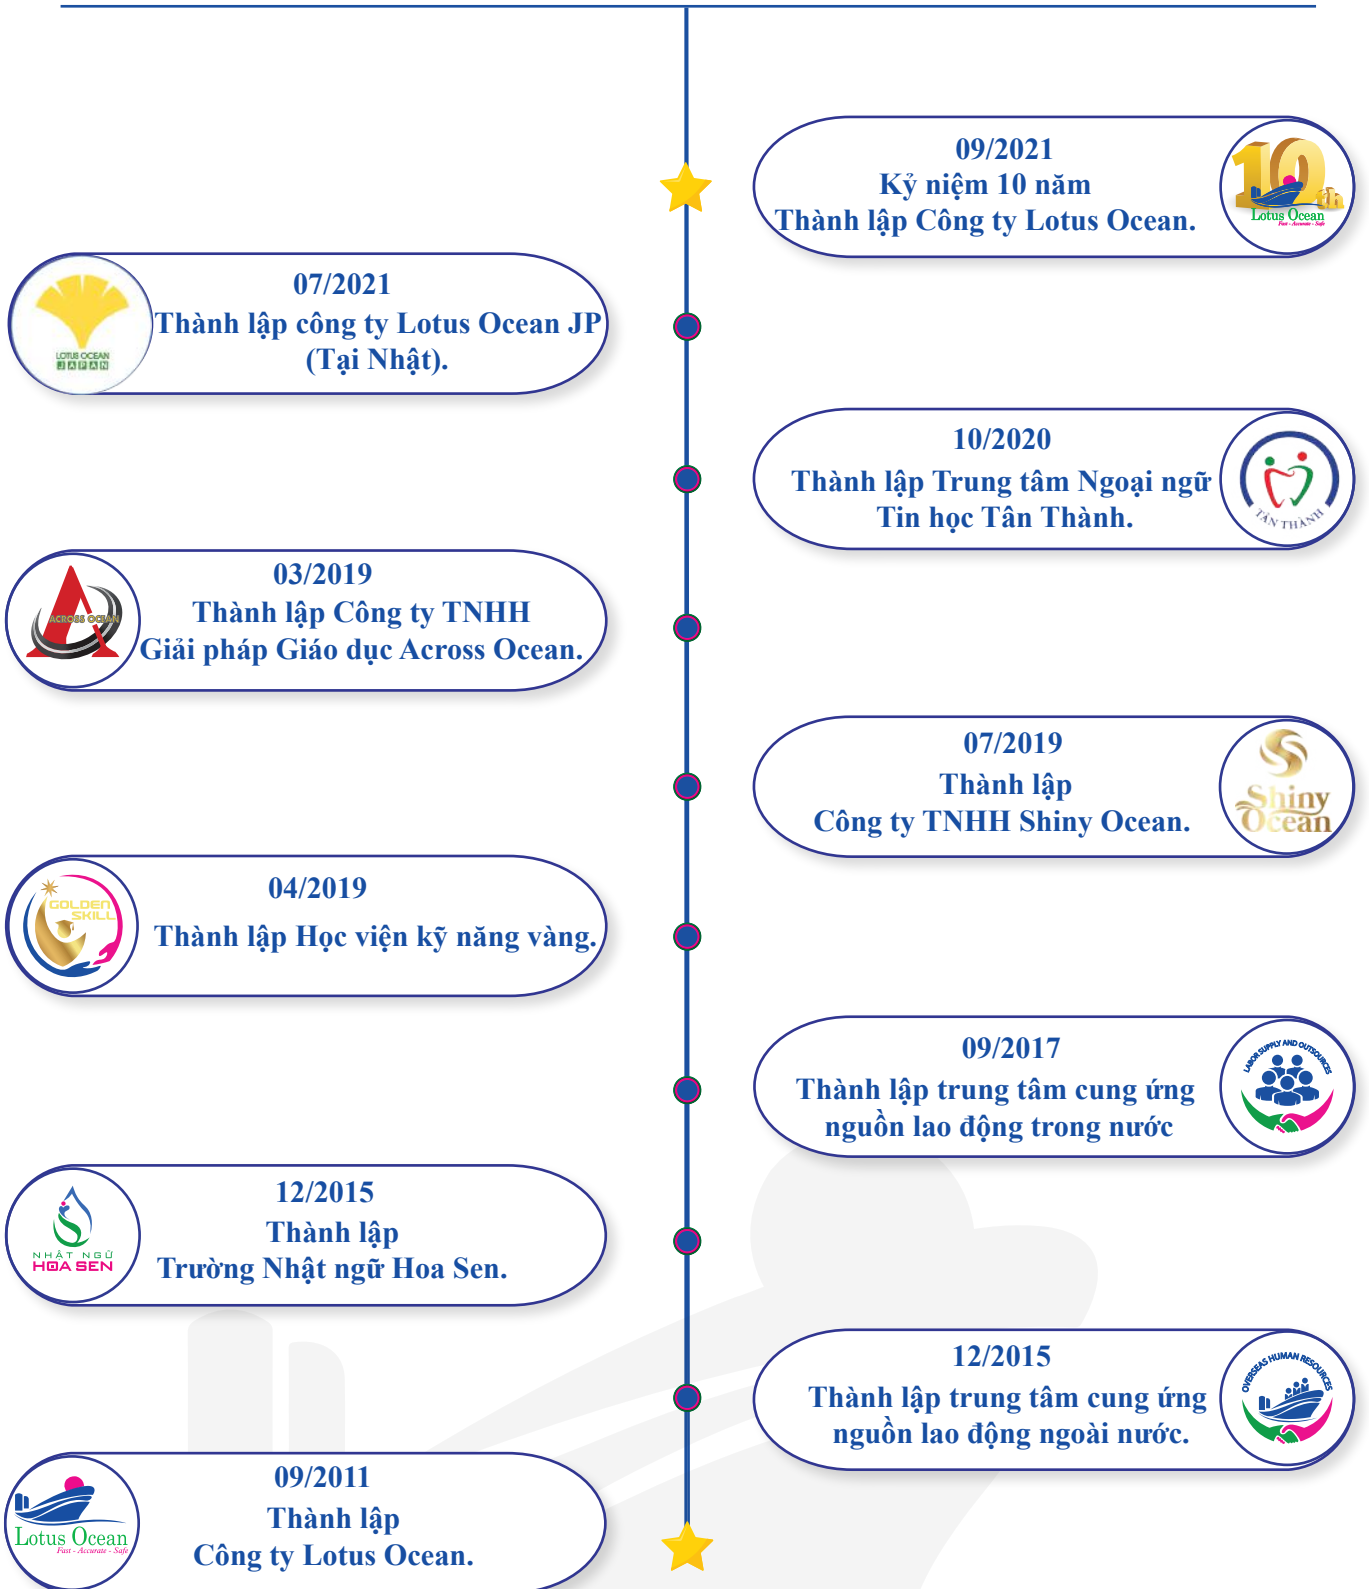 09/2021
Kỷ niệm 10 năm
Thành lập Công ty Lotus Ocean.
10th
Lotus Ocean
Fast - Accurate - Safe
07/2021
Thành lập công ty Lotus Ocean JP
(Tại Nhật).
LOTUS OCEAN
JAPAN
10/2020
Thành lập Trung tâm Ngoại ngữ
Tin học Tân Thành.
TÂN THÀNH
03/2019
Thành lập Công ty TNHH
Giải pháp Giáo dục Across Ocean.
ACROSS OCEAN
07/2019
Thành lập
Công ty TNHH Shiny Ocean.
Shiny
Ocean
04/2019
Thành lập Học viện kỹ năng vàng.
GOLDEN
SKILL
09/2017
Thành lập trung tâm cung ứng
nguồn lao động trong nước
LABOR SUPPLY AND OUTSOURCES
12/2015
Thành lập
Trường Nhật ngữ Hoa Sen.
NHẬT NGỮ
HOA SEN
12/2015
Thành lập trung tâm cung ứng
nguồn lao động ngoài nước.
OVERSEAS HUMAN RESOURCES
09/2011
Thành lập
Công ty Lotus Ocean.
Lotus Ocean
Fast - Accurate - Safe